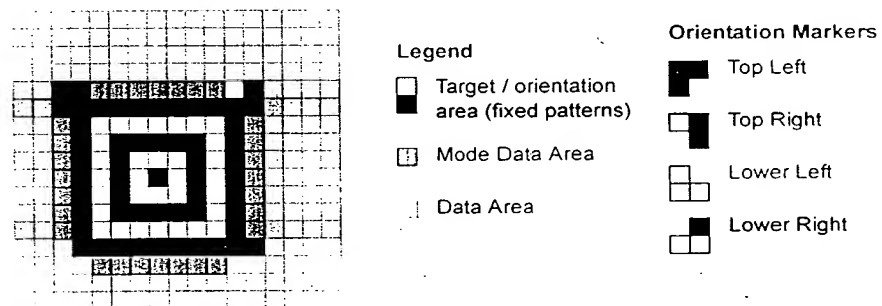 Legend
Target / orientation
area (fixed patterns)
Mode Data Area
Data Area
Orientation Markers
Top Left
Top Right
Lower Left
Lower Right